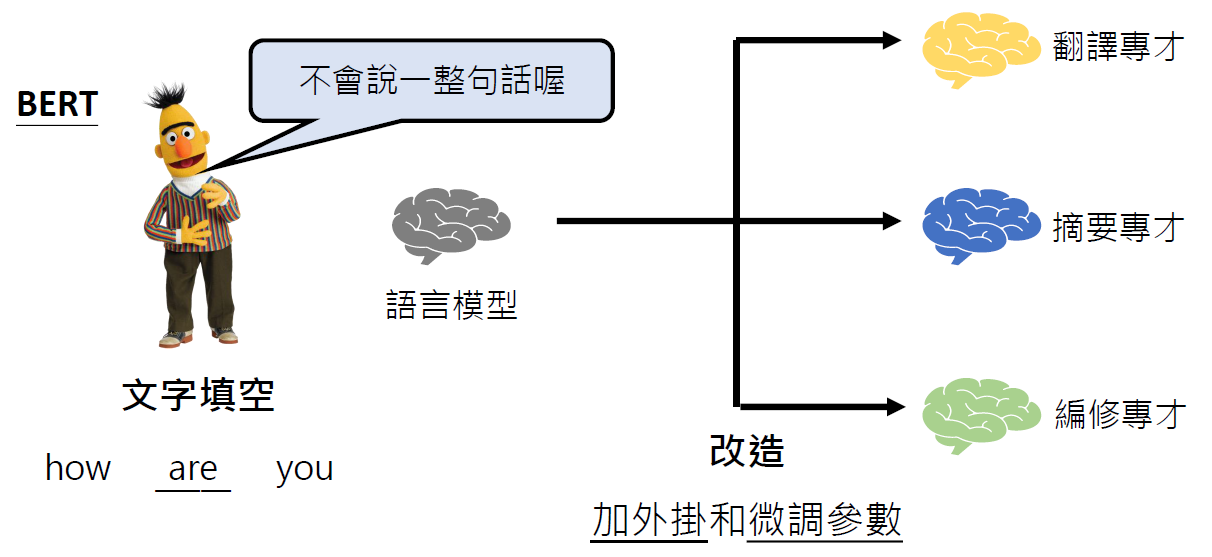 BERT
不會說一整句話喔
翻譯專才
語言模型
摘要專才
文字填空
how are you
編修專才
改造
加外掛和微調參數